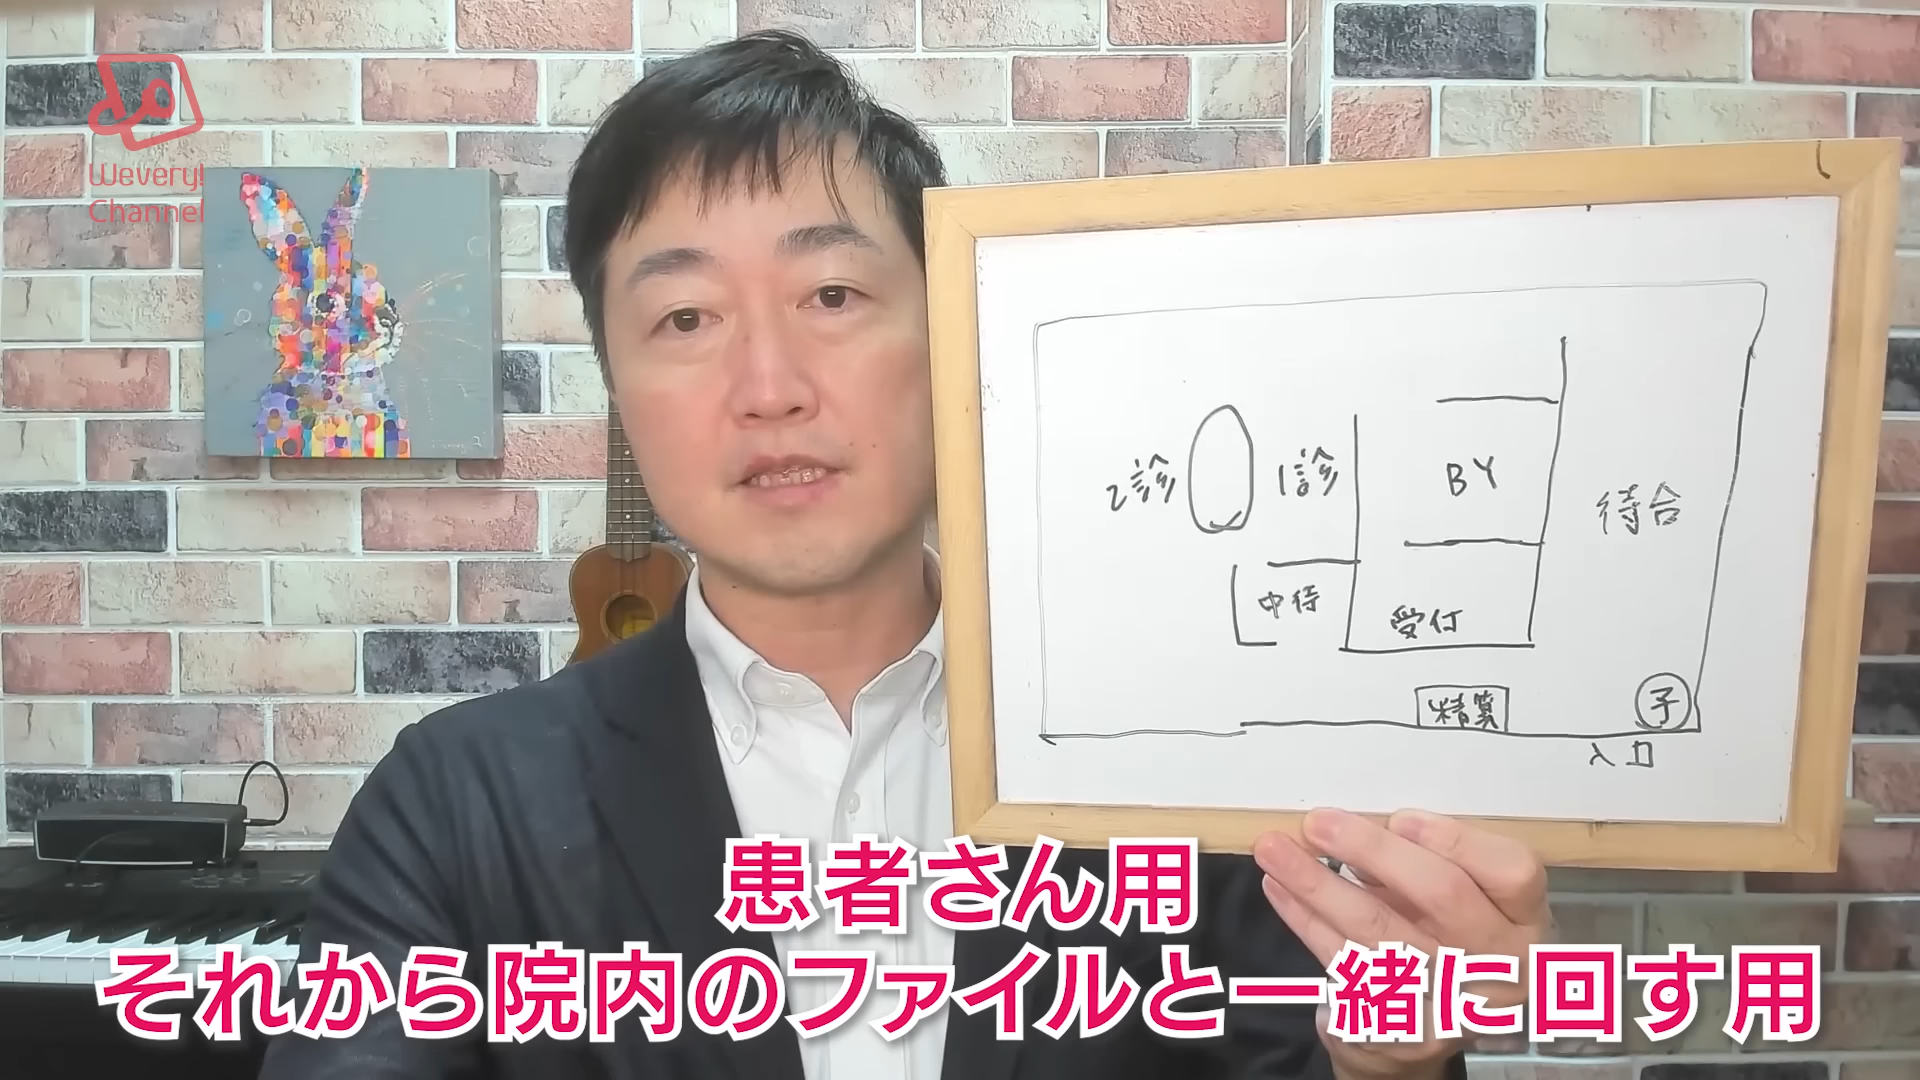 Wevery!
Channel
2診
1診
BY
待合
中待
受付
精算
予
入口
患者さん用
それから院内のファイルと一緒に回す用